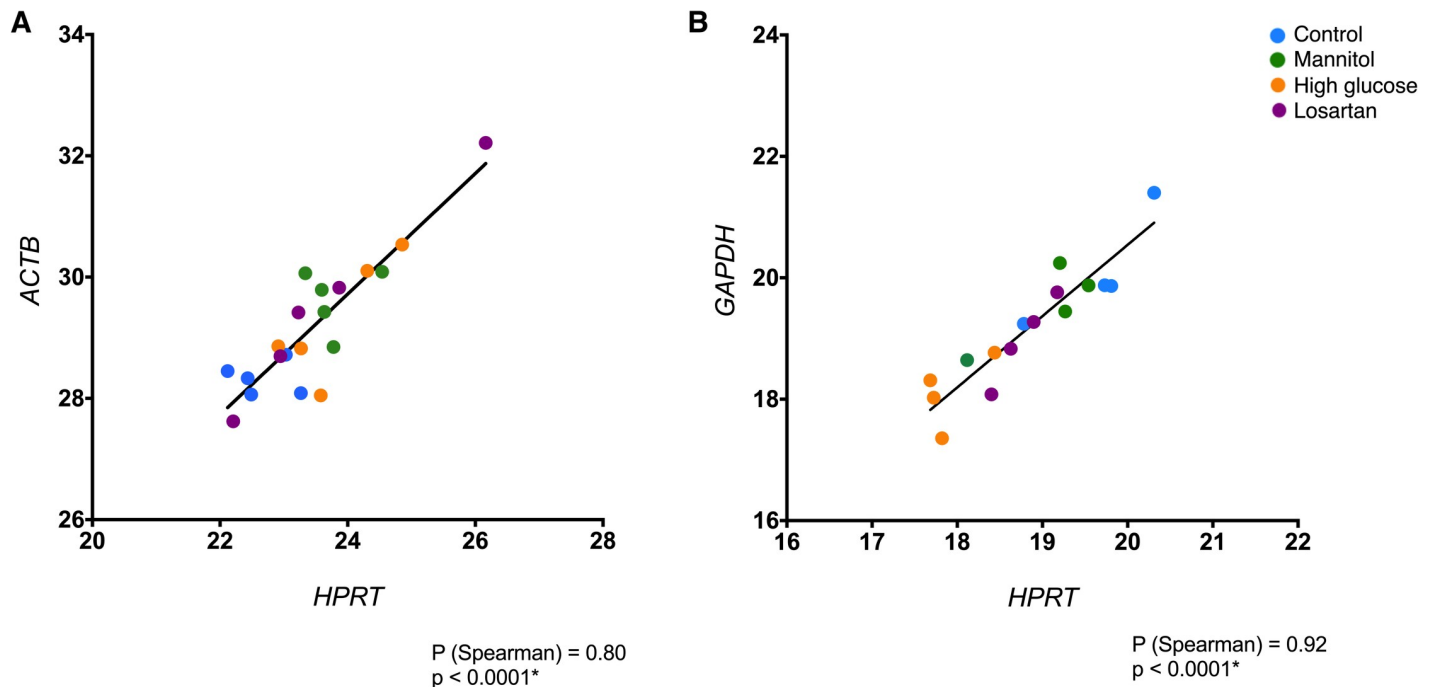 A
34
32
30
28
26
20 22 24 26 28
ACTB
HPRT
P (Spearman) = 0.80
p < 0.0001*
B
24
22
20
18
16
16 17 18 19 20 21 22
GAPDH
HPRT
P (Spearman) = 0.92
p < 0.0001*
Control
Mannitol
High glucose
Losartan